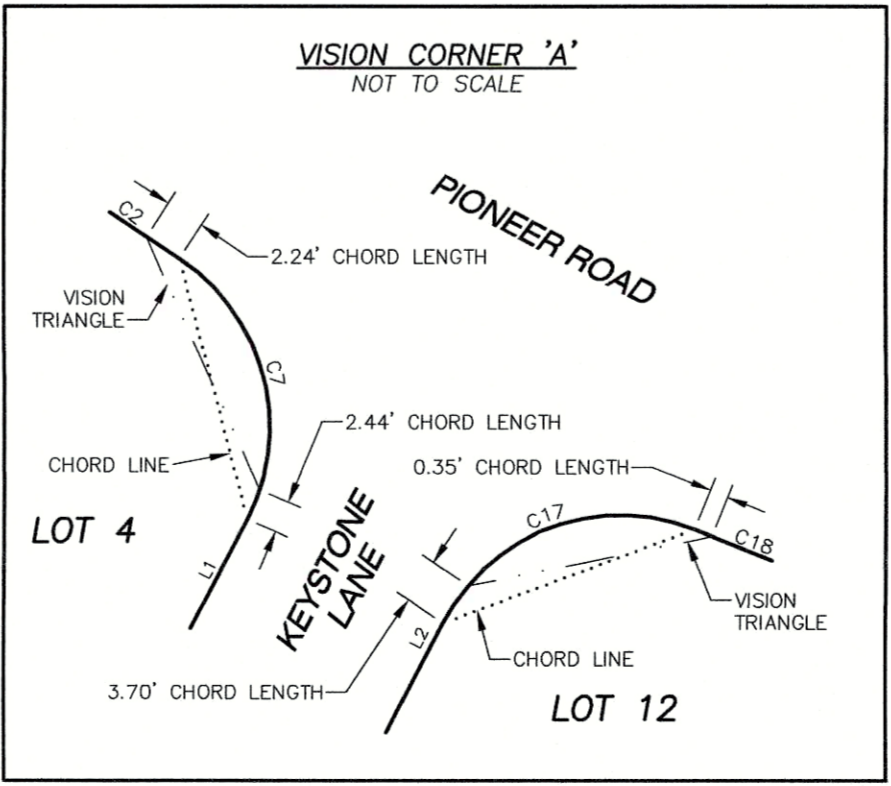 VISION CORNER 'A'
NOT TO SCALE
PIONEER ROAD
C2
2.24' CHORD LENGTH
VISION
TRIANGLE
C7
2.44' CHORD LENGTH
CHORD LINE
0.35' CHORD LENGTH
LOT 4
C17
C18
KEYSTONE
LANE
L1
L2
VISION
TRIANGLE
CHORD LINE
3.70' CHORD LENGTH
LOT 12